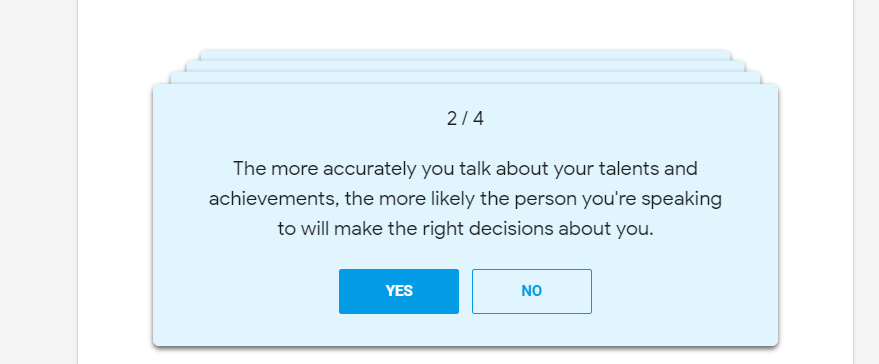 2 / 4
The more accurately you talk about your talents and
achievements, the more likely the person you're speaking
to will make the right decisions about you.
YES
NO